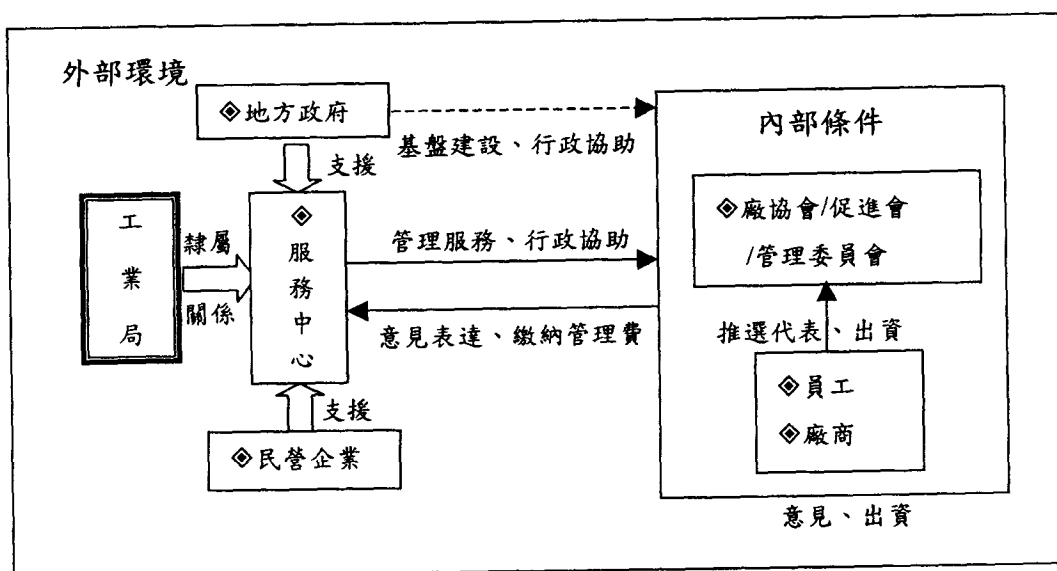 外部環境
◈地方政府
基盤建設、行政協助
支援
工業局
隸屬
關係
◈服務中心
管理服務、行政協助
意見表達、繳納管理費
支援
◈民營企業
內部條件
◈廠協會/促進會
/管理委員會
推選代表、出資
◈員工
◈廠商
意見、出資